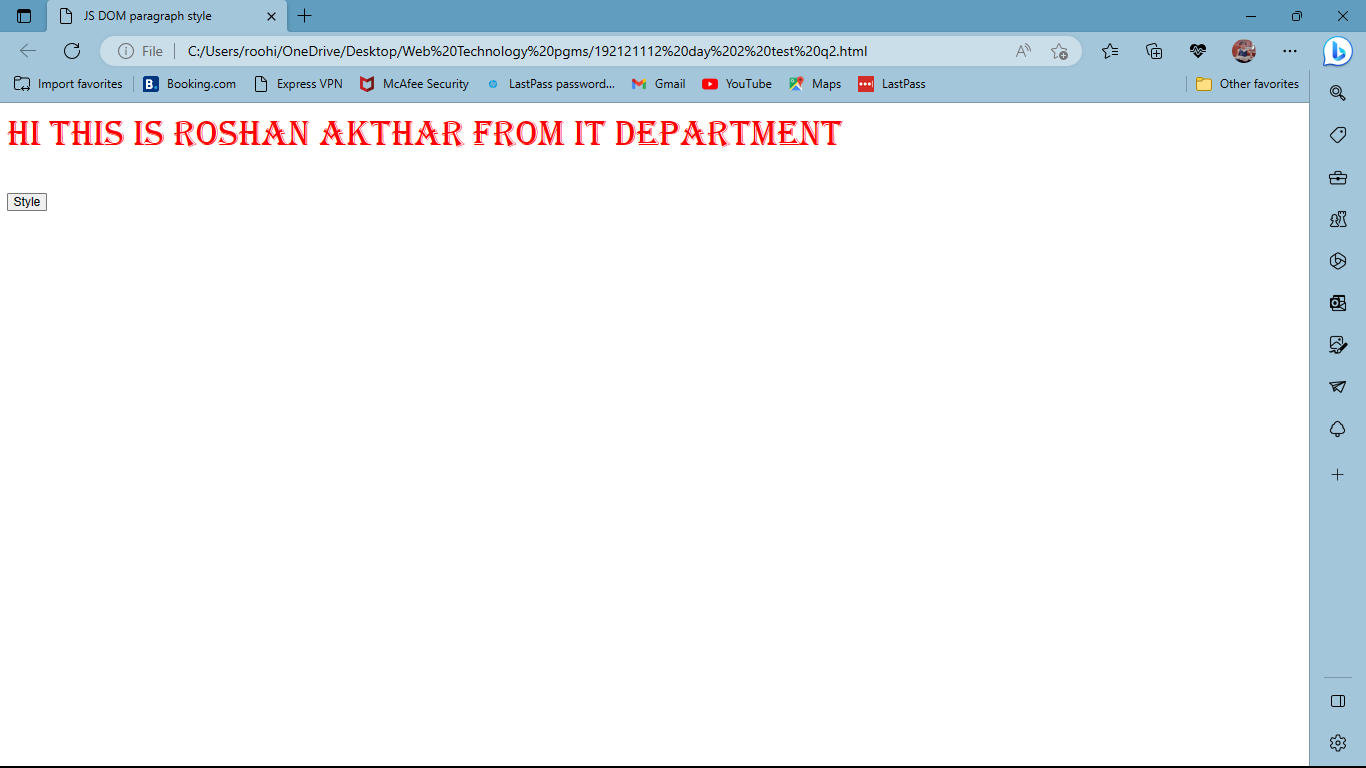 JS DOM paragraph style
File C:/Users/roohi/OneDrive/Desktop/Web%20Technology%20pgms/192121112%20day%202%20test%20q2.html
Import favorites B. Booking.com Express VPN McAfee Security LastPass password... Gmail YouTube Maps LastPass Other favorites
HI THIS IS ROSHAN AKTHAR FROM IT DEPARTMENT
Style